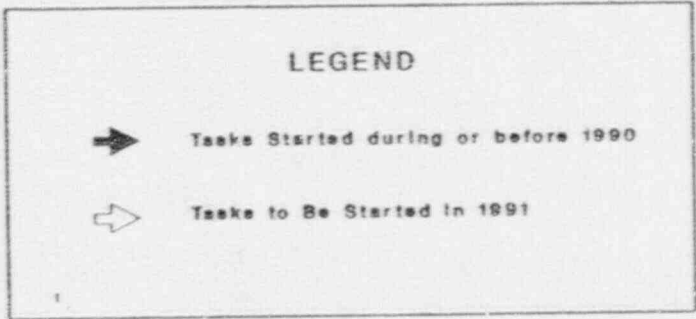 LEGEND
Tasks Started during or before 1990
Tasks to Be Started in 1991